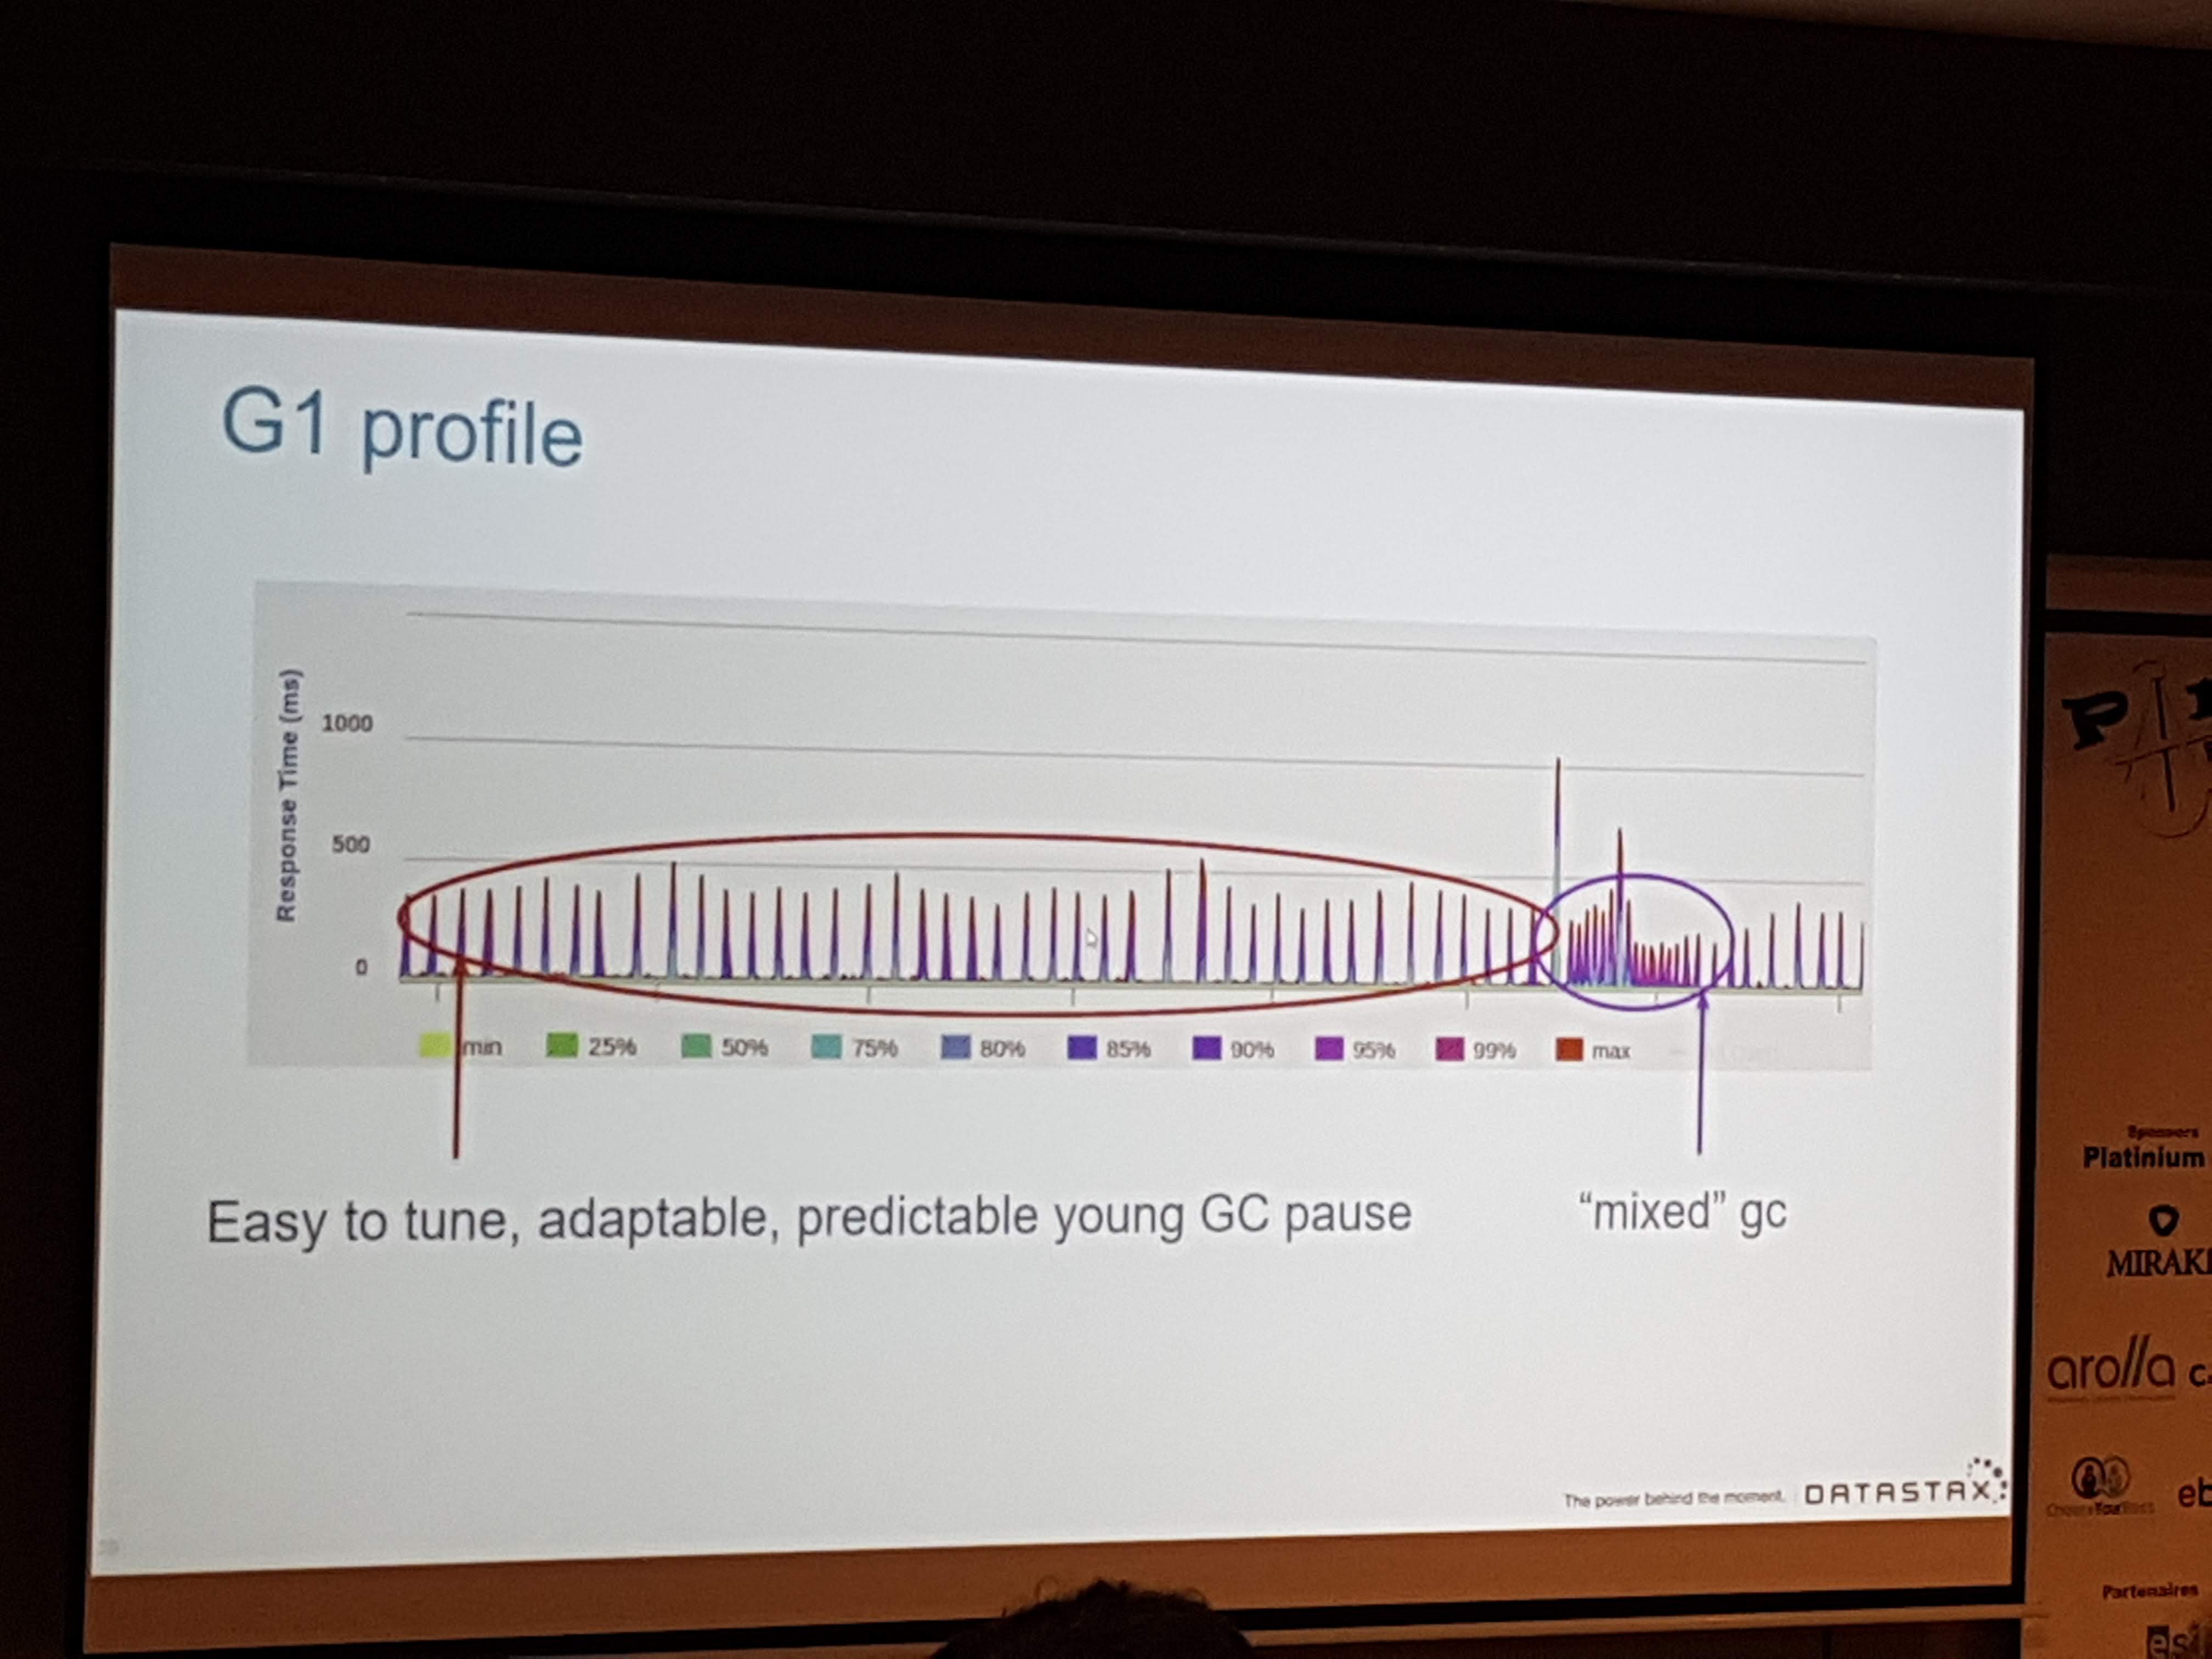 G1 profile
Response Time (ms)
1000
500
0
min 25% 50% 75% 80% 85% 90% 95% 99% max
Easy to tune, adaptable, predictable young GC pause
“mixed” gc
The power behind the moment. DATASTAX
Sponsors
Platinium
arolla
Partenaires